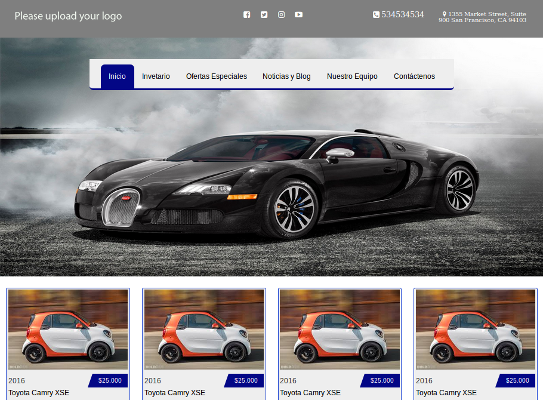 Please upload your logo
534534534
1355 Market Street, Suite
900 San Francisco, CA 94103
Inicio Invetario Ofertas Especiales Noticias y Blog Nuestro Equipo Contáctenos
2016 $25.000 2016 $25.000 2016 $25.000 2016 $25.000
Toyota Camry XSE Toyota Camry XSE Toyota Camry XSE Toyota Camry XSE